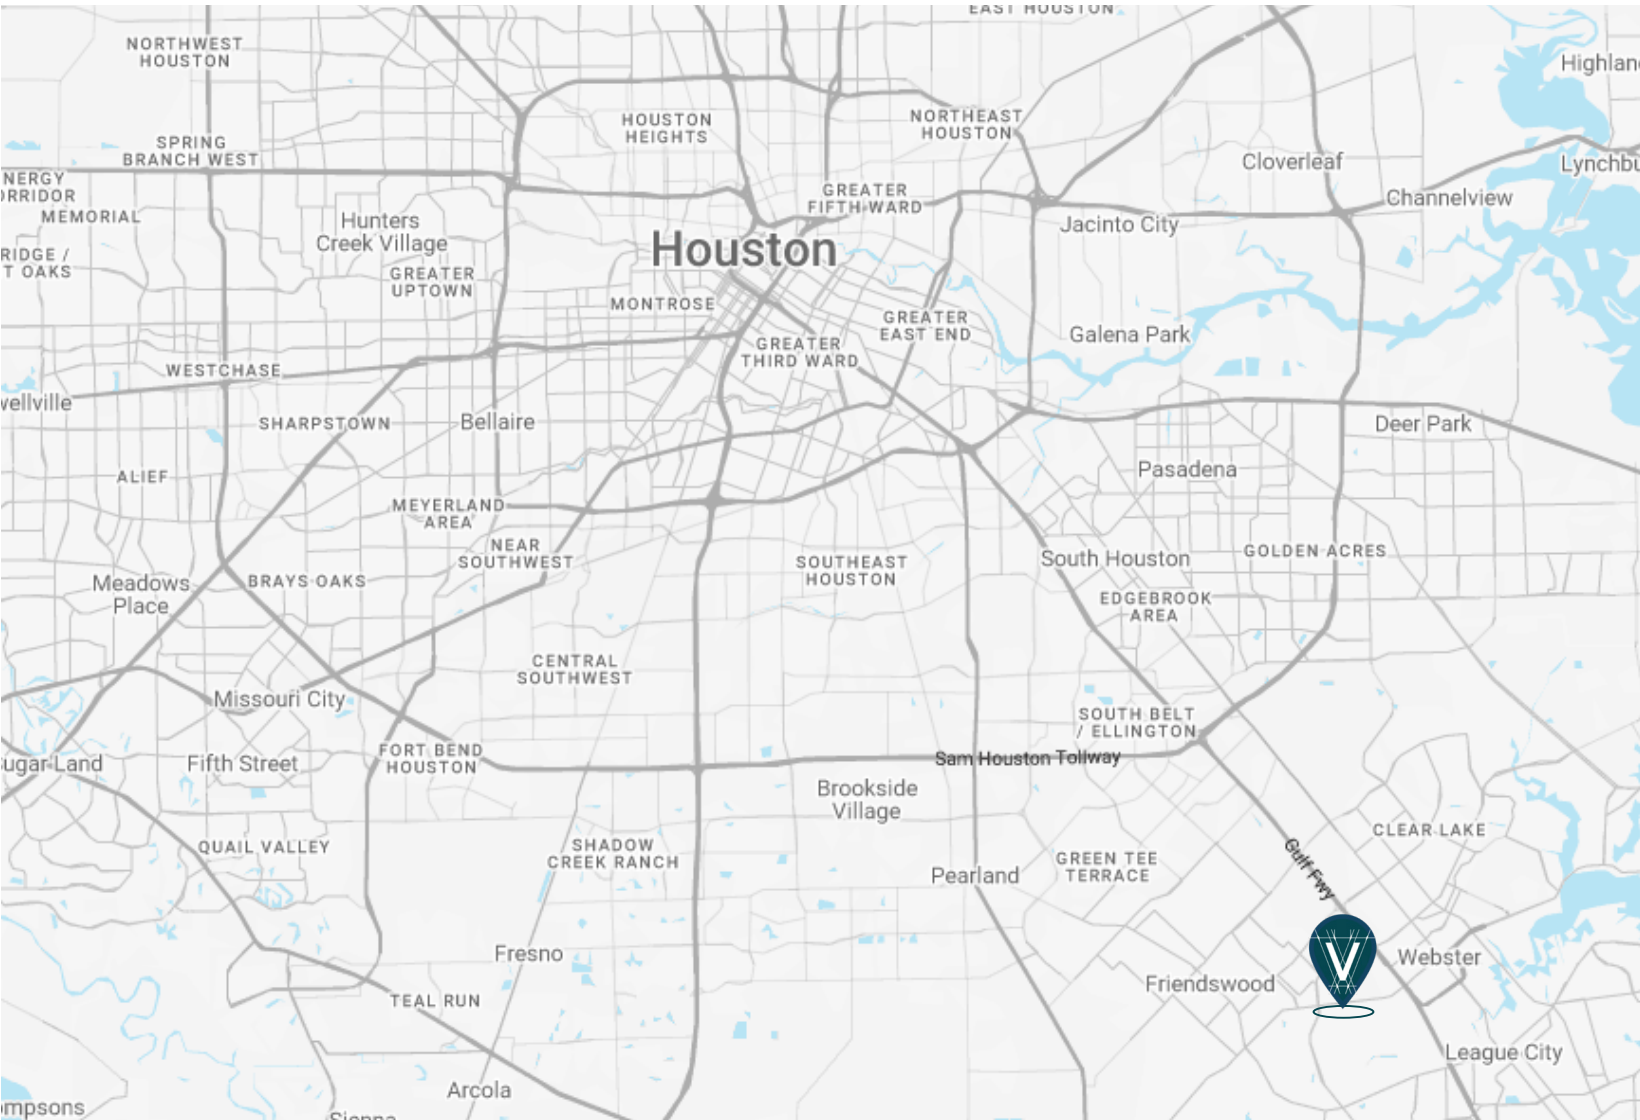 EAST HOUSTON
NORTHWEST
HOUSTON
Highlan
HOUSTON
HEIGHTS
NORTHEAST
HOUSTON
SPRING
BRANCH WEST
Cloverleaf
Lynchbu
NERGY
ORRIDOR
MEMORIAL
GREATER
FIFTH WARD
Channelview
Hunters
Creek Village
Jacinto City
Houston
RIDGE /
T OAKS
GREATER
UPTOWN
MONTROSE
GREATER
EAST END
Galena Park
GREATER
THIRD WARD
WESTCHASE
wellville
SHARPSTOWN
Bellaire
Deer Park
ALIEF
Pasadena
MEYERLAND
AREA
NEAR
SOUTHWEST
SOUTHEAST
HOUSTON
South Houston
GOLDEN ACRES
Meadows
Place
BRAYS OAKS
EDGEBROOK
AREA
CENTRAL
SOUTHWEST
Missouri City
SOUTH BELT
/ ELLINGTON
ugar Land
Fifth Street
FORT BEND
HOUSTON
Sam Houston Tollway
Brookside
Village
QUAIL VALLEY
SHADOW
CREEK RANCH
Pearland
GREEN TEE
TERRACE
Gulf Fwy
CLEAR LAKE
Fresno
Friendswood
V
Webster
TEAL RUN
League City
Arcola
ompsons
Sienna